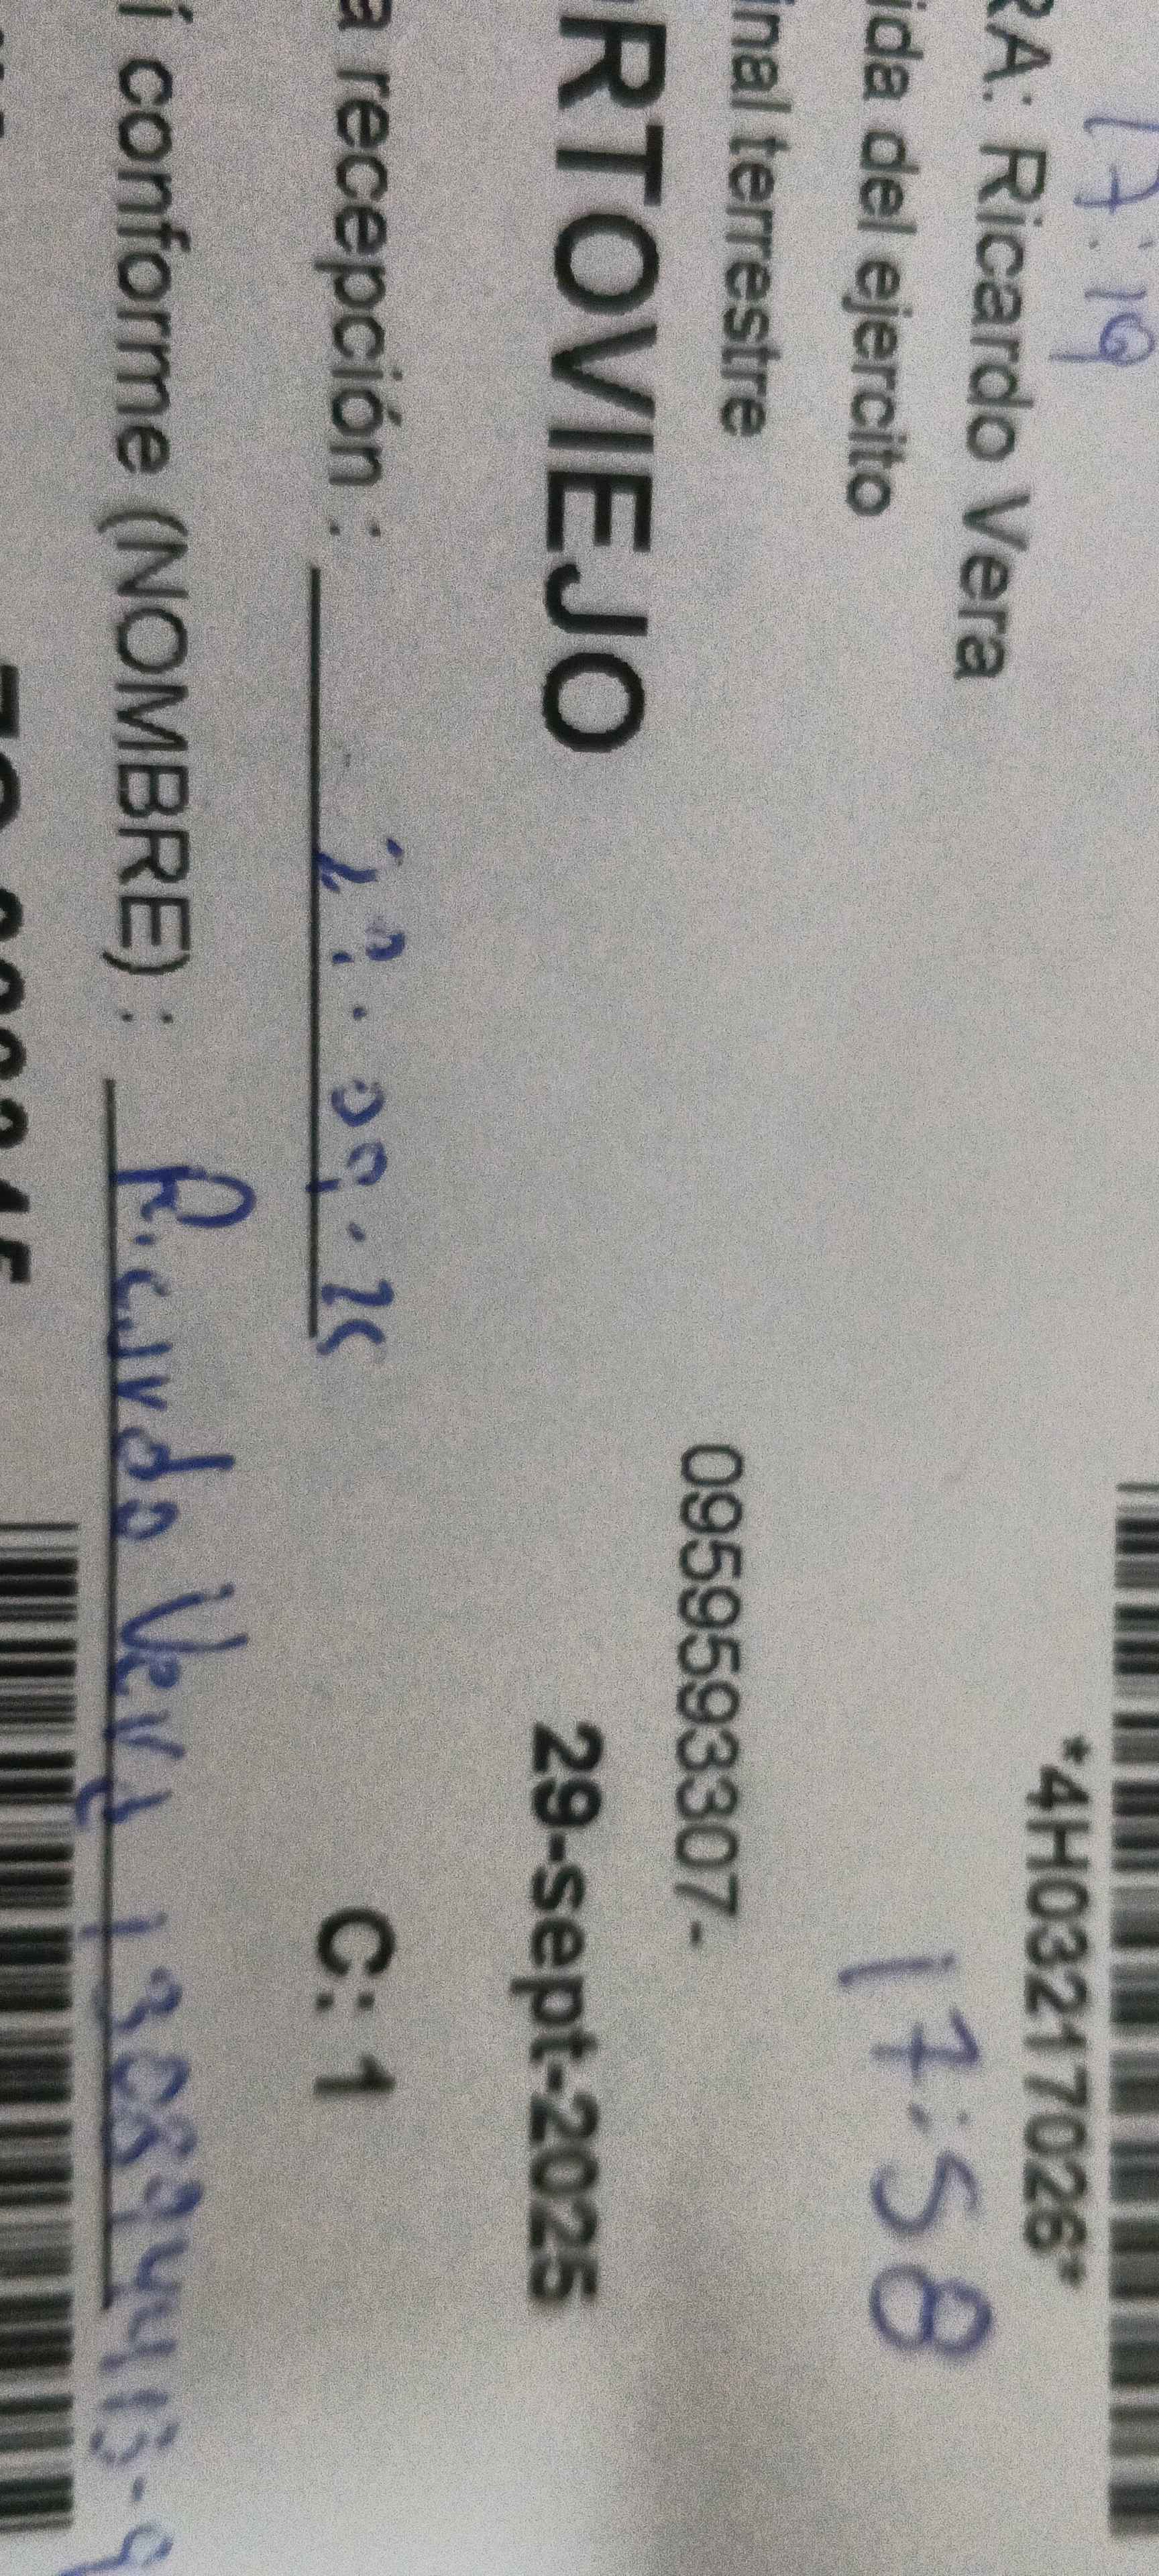 17:19
RA: Ricardo Vera
*4H032170026*
ida del ejercito
17:58
inal terrestre
0959593307-
RTOVIEJO
29-sept-2025
a recepción :
C: 1
í conforme (NOMBRE) : Ricardo Vera